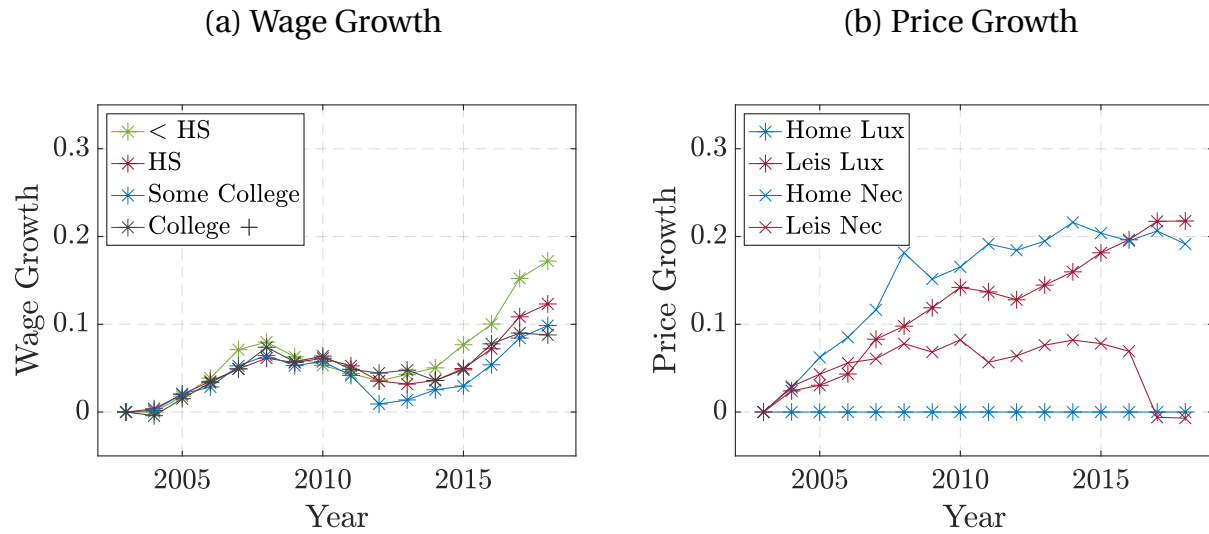 (a) Wage Growth
0.3
0.2
0.1
0
Wage Growth
< HS
HS
Some College
College +
2005
2010
2015
Year
(b) Price Growth
0.3
0.2
0.1
0
Price Growth
Home Lux
Leis Lux
Home Nec
Leis Nec
2005
2010
2015
Year